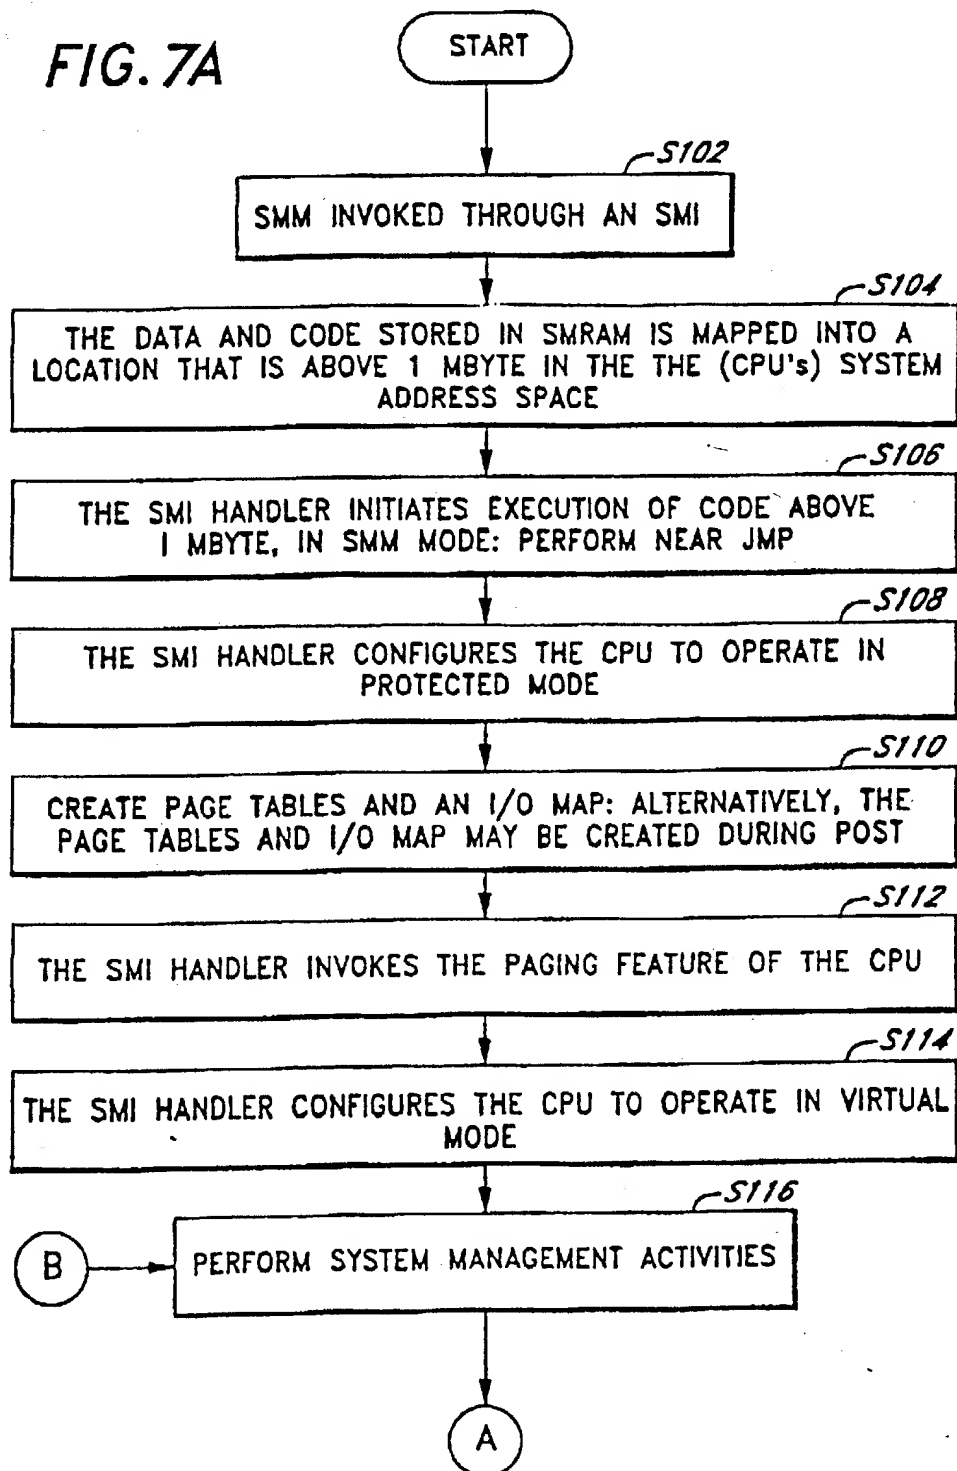 FIG. 7A
START
S102
SMM INVOKED THROUGH AN SMI
S104
THE DATA AND CODE STORED IN SMRAM IS MAPPED INTO A
LOCATION THAT IS ABOVE 1 MBYTE IN THE THE (CPU's) SYSTEM
ADDRESS SPACE
S106
THE SMI HANDLER INITIATES EXECUTION OF CODE ABOVE
1 MBYTE, IN SMM MODE: PERFORM NEAR JMP
S108
THE SMI HANDLER CONFIGURES THE CPU TO OPERATE IN
PROTECTED MODE
S110
CREATE PAGE TABLES AND AN I/O MAP: ALTERNATIVELY, THE
PAGE TABLES AND I/O MAP MAY BE CREATED DURING POST
S112
THE SMI HANDLER INVOKES THE PAGING FEATURE OF THE CPU
S114
THE SMI HANDLER CONFIGURES THE CPU TO OPERATE IN VIRTUAL
MODE
S116
B
PERFORM SYSTEM MANAGEMENT ACTIVITIES
A